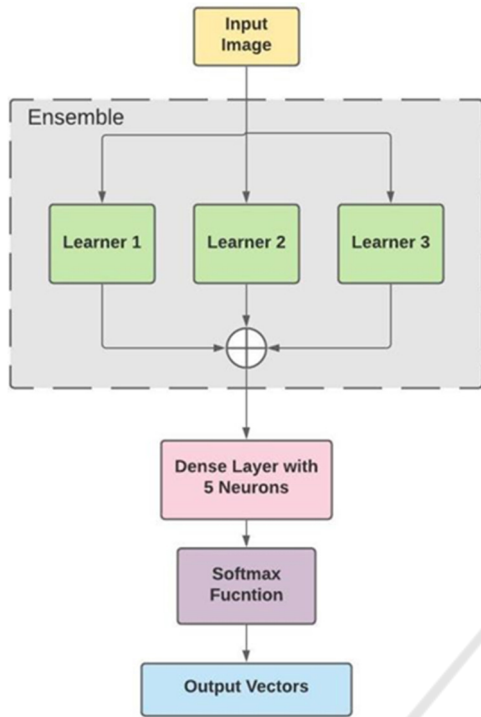 Input
Image
Ensemble
Learner 1
Learner 2
Learner 3
Dense Layer with
5 Neurons
Softmax
Fucntion
Output Vectors